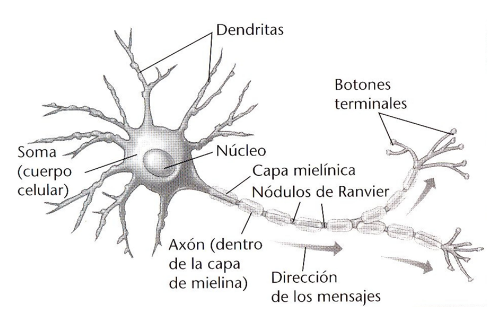 Dendritas
Botones
terminales
Soma
(cuerpo
celular)
Núcleo
Capa mielínica
Nódulos de Ranvier
Axón (dentro
de la capa
de mielina)
Dirección
de los mensajes